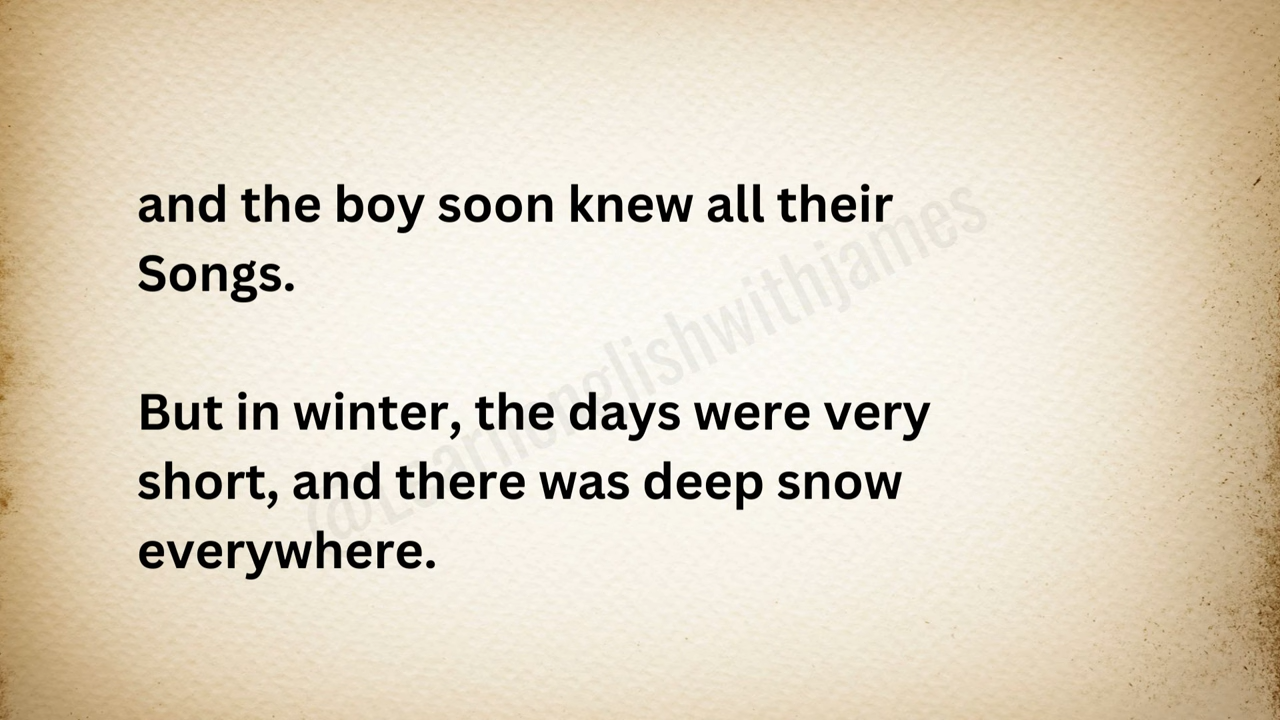 and the boy soon knew all their
Songs.
But in winter, the days were very
short, and there was deep snow
everywhere.
@Learnenglishwithjames